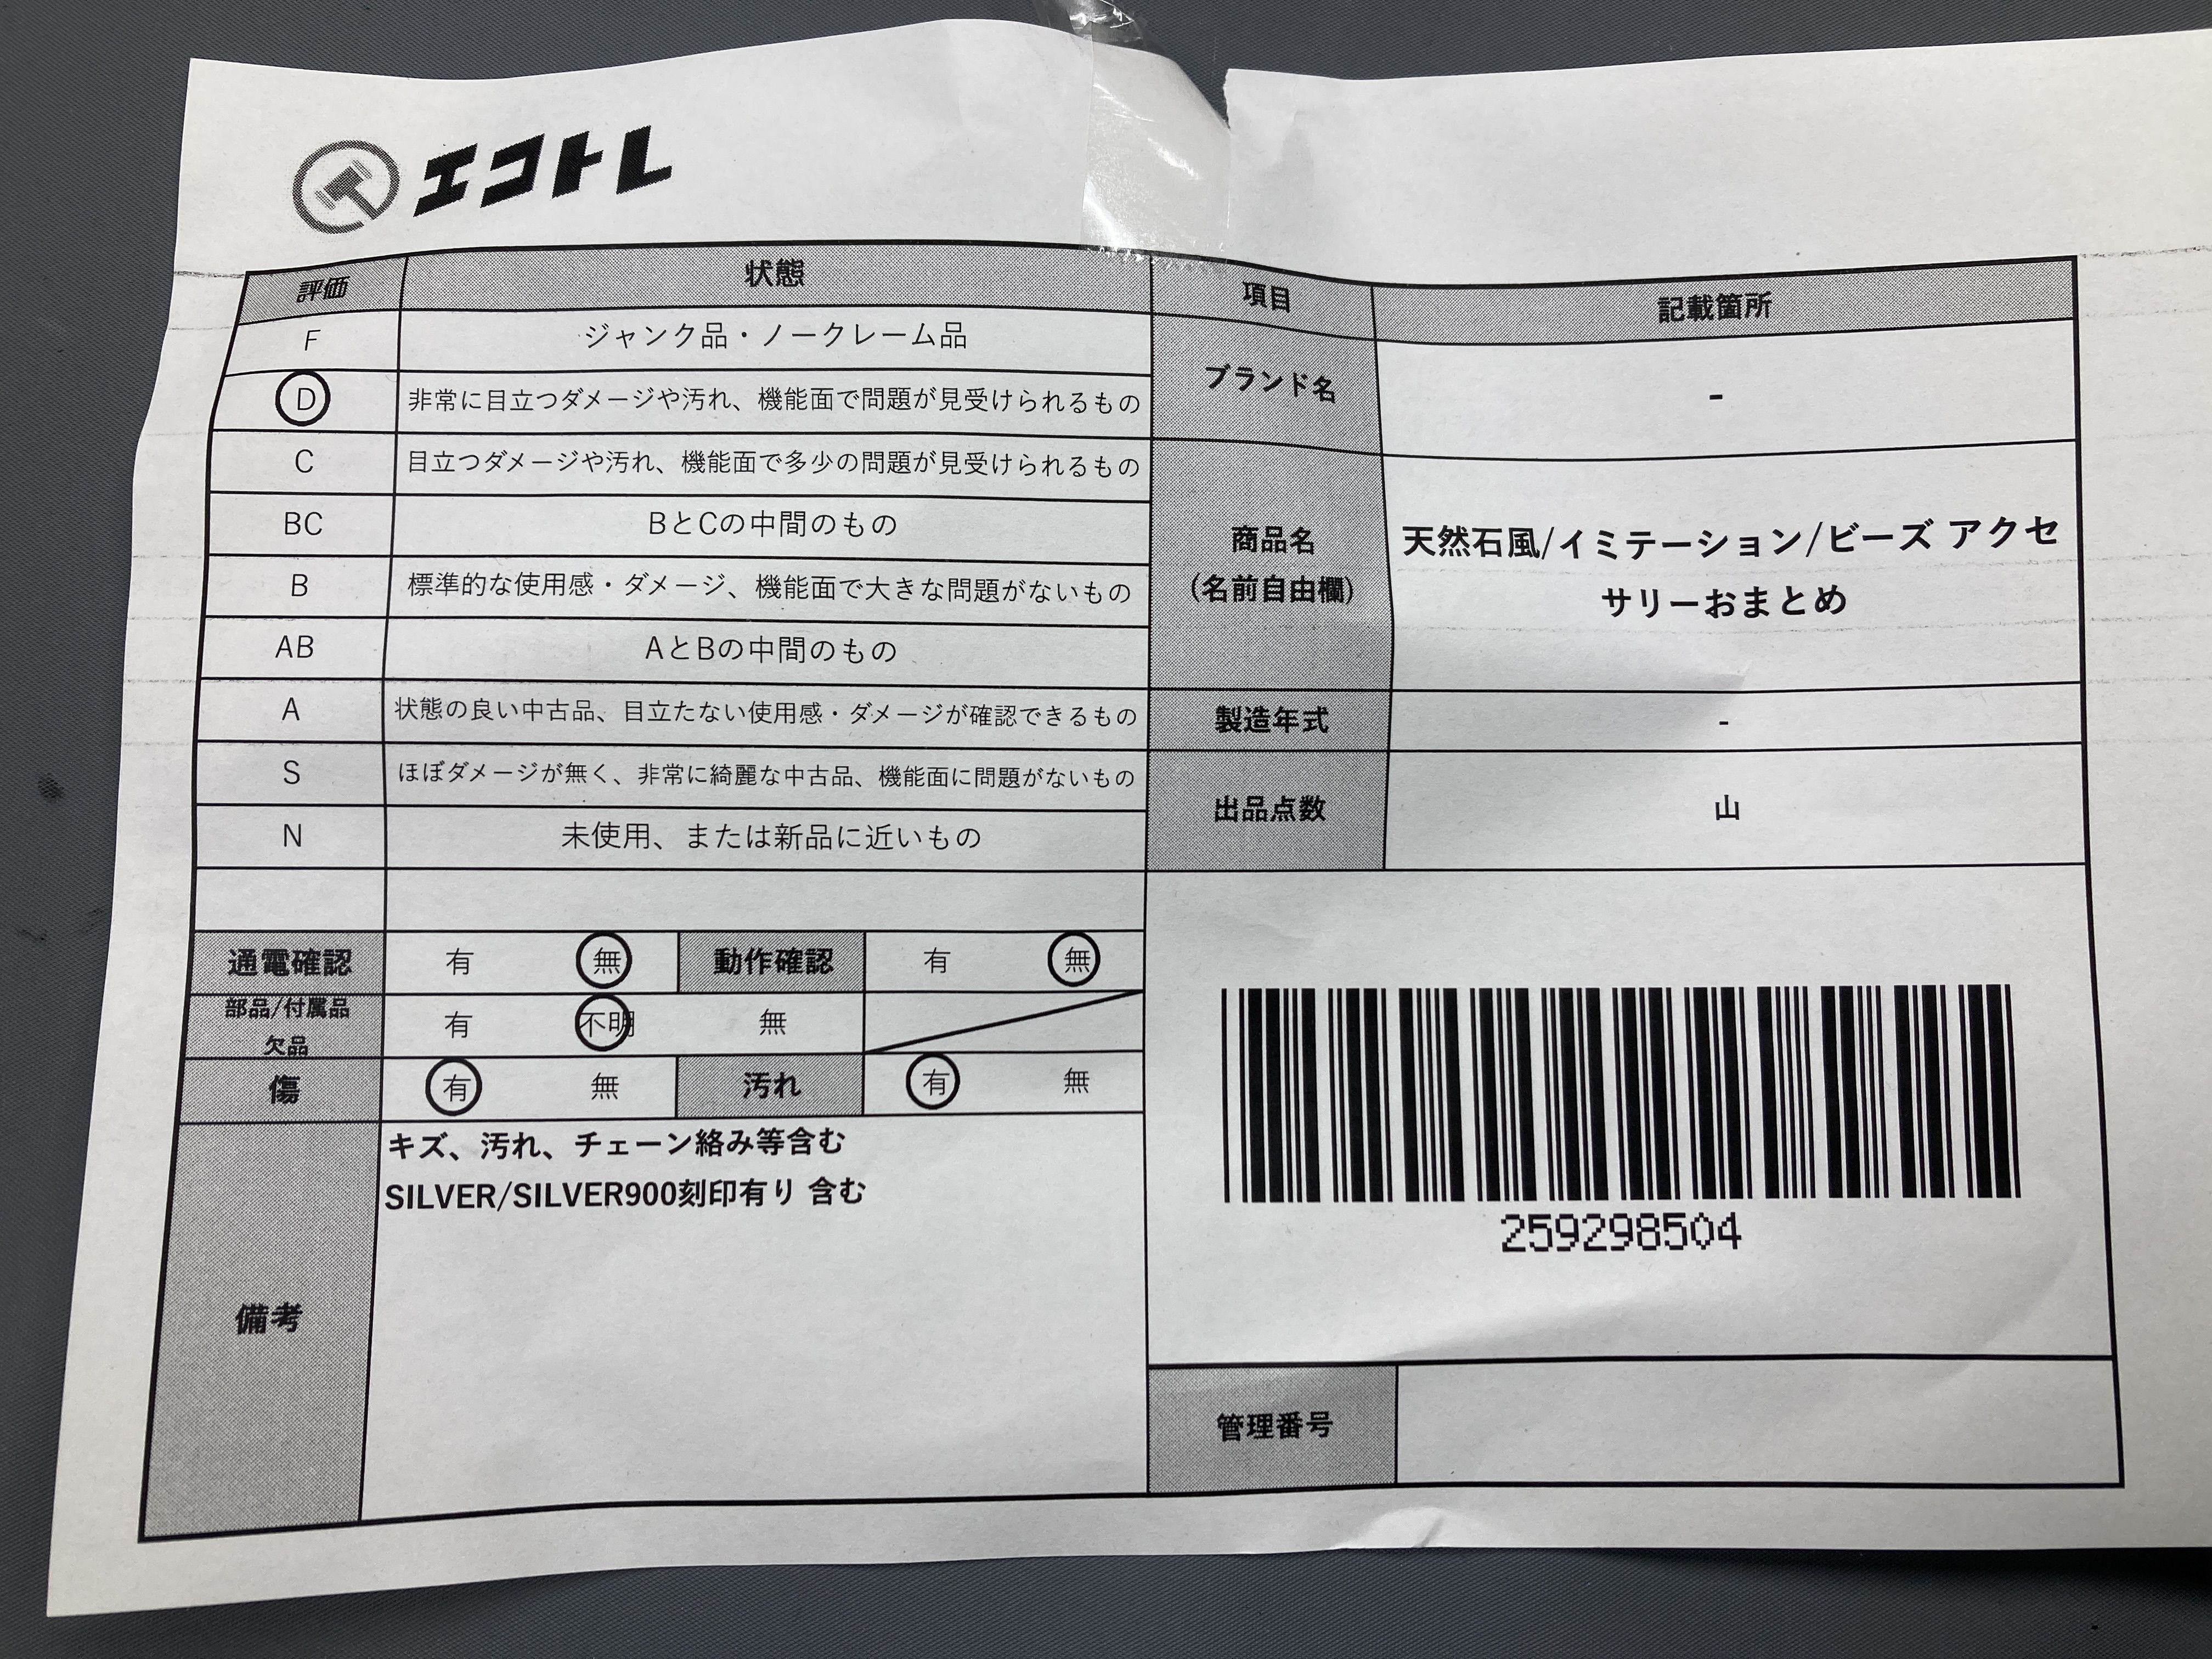 エコトレ
評価 状態
F ジャンク品・ノークレーム品
D 非常に目立つダメージや汚れ、機能面で問題が見受けられるもの
C 目立つダメージや汚れ、機能面で多少の問題が見受けられるもの
BC BとCの中間のもの
B 標準的な使用感・ダメージ、機能面で大きな問題がないもの
AB AとBの中間のもの
A 状態の良い中古品、目立たない使用感・ダメージが確認できるもの
S ほぼダメージが無く、非常に綺麗な中古品、機能面に問題がないもの
N 未使用、または新品に近いもの
通電確認 有 無 動作確認 有 無
部品/付属品
欠品 有 不明 無
傷 有 無 汚れ 有 無
備考
キズ、汚れ、チェーン絡み等含む
SILVER/SILVER900刻印有り 含む
項目 記載箇所
ブランド名 -
商品名
(名前自由欄)
天然石風/イミテーション/ビーズ アクセ
サリーおまとめ
製造年式 -
出品点数 山
259298504
管理番号